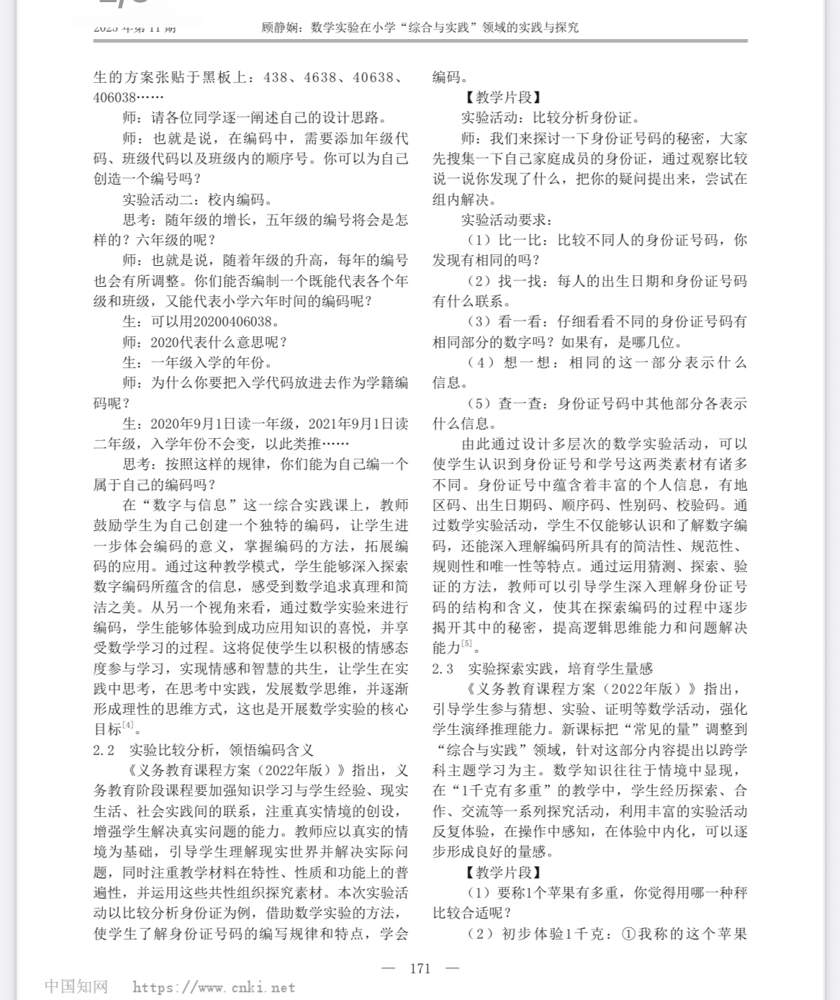 2025 年第 11 期
顾静娴：数学实验在小学“综合与实践”领域的实践与探究
生的方案张贴于黑板上：438、4638、40638、
406038……
师：请各位同学逐一阐述自己的设计思路。
师：也就是说，在编码中，需要添加年级代
码、班级代码以及班级内的顺序号。你可以为自己
创造一个编号吗？
实验活动二：校内编码。
思考：随年级的增长，五年级的编号将会是怎
样的？六年级的呢？
师：也就是说，随着年级的升高，每年的编号
也会有所调整。你们能否编制一个既能代表各个年
级和班级，又能代表小学六年时间的编码呢？
生：可以用20200406038。
师：2020代表什么意思呢？
生：一年级入学的年份。
师：为什么你要把入学代码放进去作为学籍编
码呢？
生：2020年9月1日读一年级，2021年9月1日读
二年级，入学年份不会变，以此类推……
思考：按照这样的规律，你们能为自己编一个
属于自己的编码吗？
在“数字与信息”这一综合实践课上，教师
鼓励学生为自己创建一个独特的编码，让学生进
一步体会编码的意义，掌握编码的方法，拓展编
码的应用。通过这种教学模式，学生能够深入探索
数字编码所蕴含的信息，感受到数学追求真理和简
洁之美。从另一个视角来看，通过数学实验来进行
编码，学生能够体验到成功应用知识的喜悦，并享
受数学学习的过程。这将促使学生以积极的情感态
度参与学习，实现情感和智慧的共生，让学生在实
践中思考，在思考中实践，发展数学思维，并逐渐
形成理性的思维方式，这也是开展数学实验的核心
目标[4]。
2.2 实验比较分析，领悟编码含义
《义务教育课程方案（2022年版）》指出，义
务教育阶段课程要加强知识学习与学生经验、现实
生活、社会实践间的联系，注重真实情境的创设，
增强学生解决真实问题的能力。教师应以真实的情
境为基础，引导学生理解现实世界并解决实际问
题，同时注重教学材料在特性、性质和功能上的普
遍性，并运用这些共性组织探究素材。本次实验活
动以比较分析身份证为例，借助数学实验的方法，
使学生了解身份证号码的编写规律和特点，学会
编码。
【教学片段】
实验活动：比较分析身份证。
师：我们来探讨一下身份证号码的秘密，大家
先搜集一下自己家庭成员的身份证，通过观察比较
说一说你发现了什么，把你的疑问提出来，尝试在
组内解决。
实验活动要求：
（1）比一比：比较不同人的身份证号码，你
发现有相同的吗？
（2）找一找：每人的出生日期和身份证号码
有什么联系。
（3）看一看：仔细看看不同的身份证号码有
相同部分的数字吗？如果有，是哪几位。
（4）想一想：相同的这一部分表示什么
信息。
（5）查一查：身份证号码中其他部分各表示
什么信息。
由此通过设计多层次的数学实验活动，可以
使学生认识到身份证号和学号这两类素材有诸多
不同。身份证号中蕴含着丰富的个人信息，有地
区码、出生日期码、顺序码、性别码、校验码。通
过数学实验活动，学生不仅能够认识和了解数字编
码，还能深入理解编码所具有的简洁性、规范性、
规则性和唯一性等特点。通过运用猜测、探索、验
证的方法，教师可以引导学生深入理解身份证号
码的结构和含义，使其在探索编码的过程中逐步
揭开其中的秘密，提高逻辑思维能力和问题解决
能力[5]。
2.3 实验探索实践，培育学生量感
《义务教育课程方案（2022年版）》指出，
引导学生参与猜想、实验、证明等数学活动，强化
学生演绎推理能力。新课标把“常见的量”调整到
“综合与实践”领域，针对这部分内容提出以跨学
科主题学习为主。数学知识往往于情境中显现，
在“1千克有多重”的教学中，学生经历探索、合
作、交流等一系列探究活动，利用丰富的实验活动
反复体验，在操作中感知，在体验中内化，可以逐
步形成良好的量感。
【教学片段】
（1）要称1个苹果有多重，你觉得用哪一种秤
比较合适呢？
（2）初步体验1千克：①我称的这个苹果
— 171 —
中国知网 https://www.cnki.net